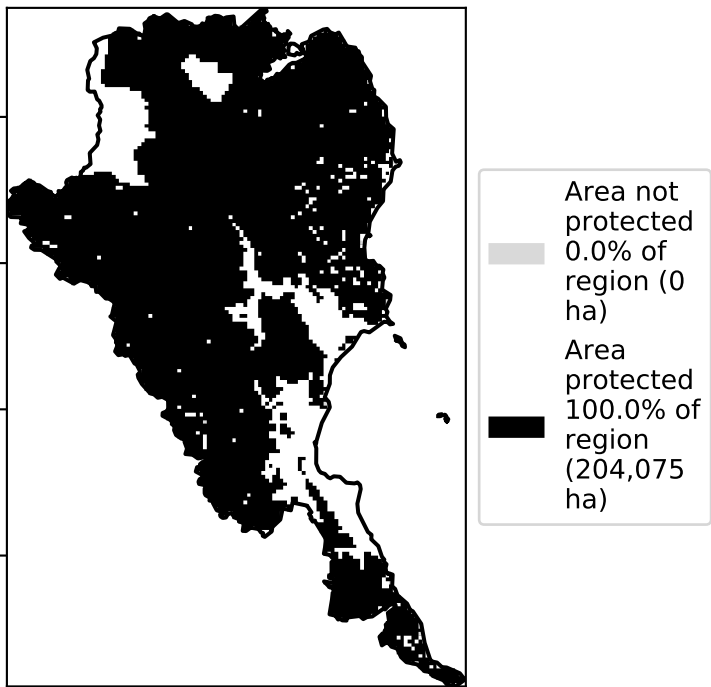 Area not
protected
0.0% of
region (0
ha)
Area
protected
100.0% of
region
(204,075
ha)